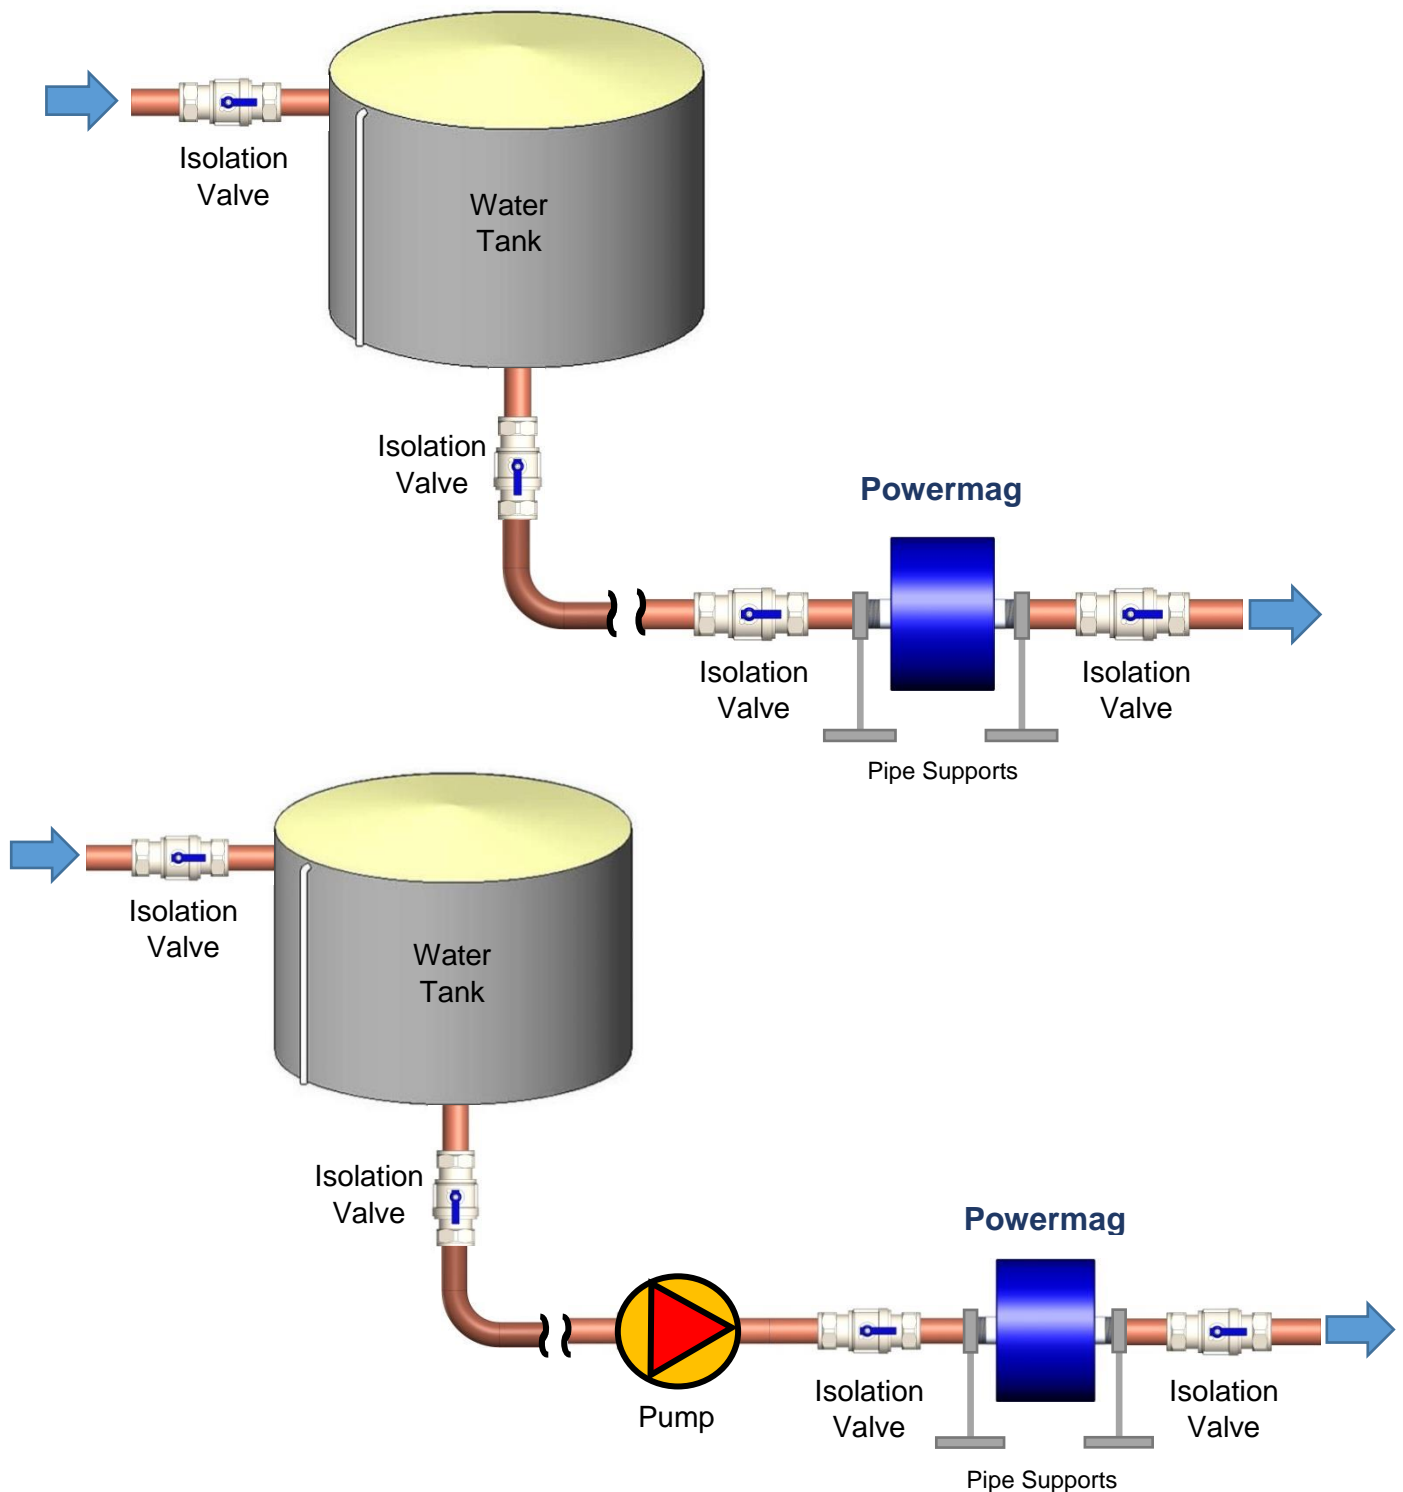 Isolation
Valve
Water
Tank
Isolation
Valve
Powermag
Isolation
Valve
Isolation
Valve
Pipe Supports
Isolation
Valve
Water
Tank
Isolation
Valve
Powermag
Pump
Isolation
Valve
Isolation
Valve
Pipe Supports